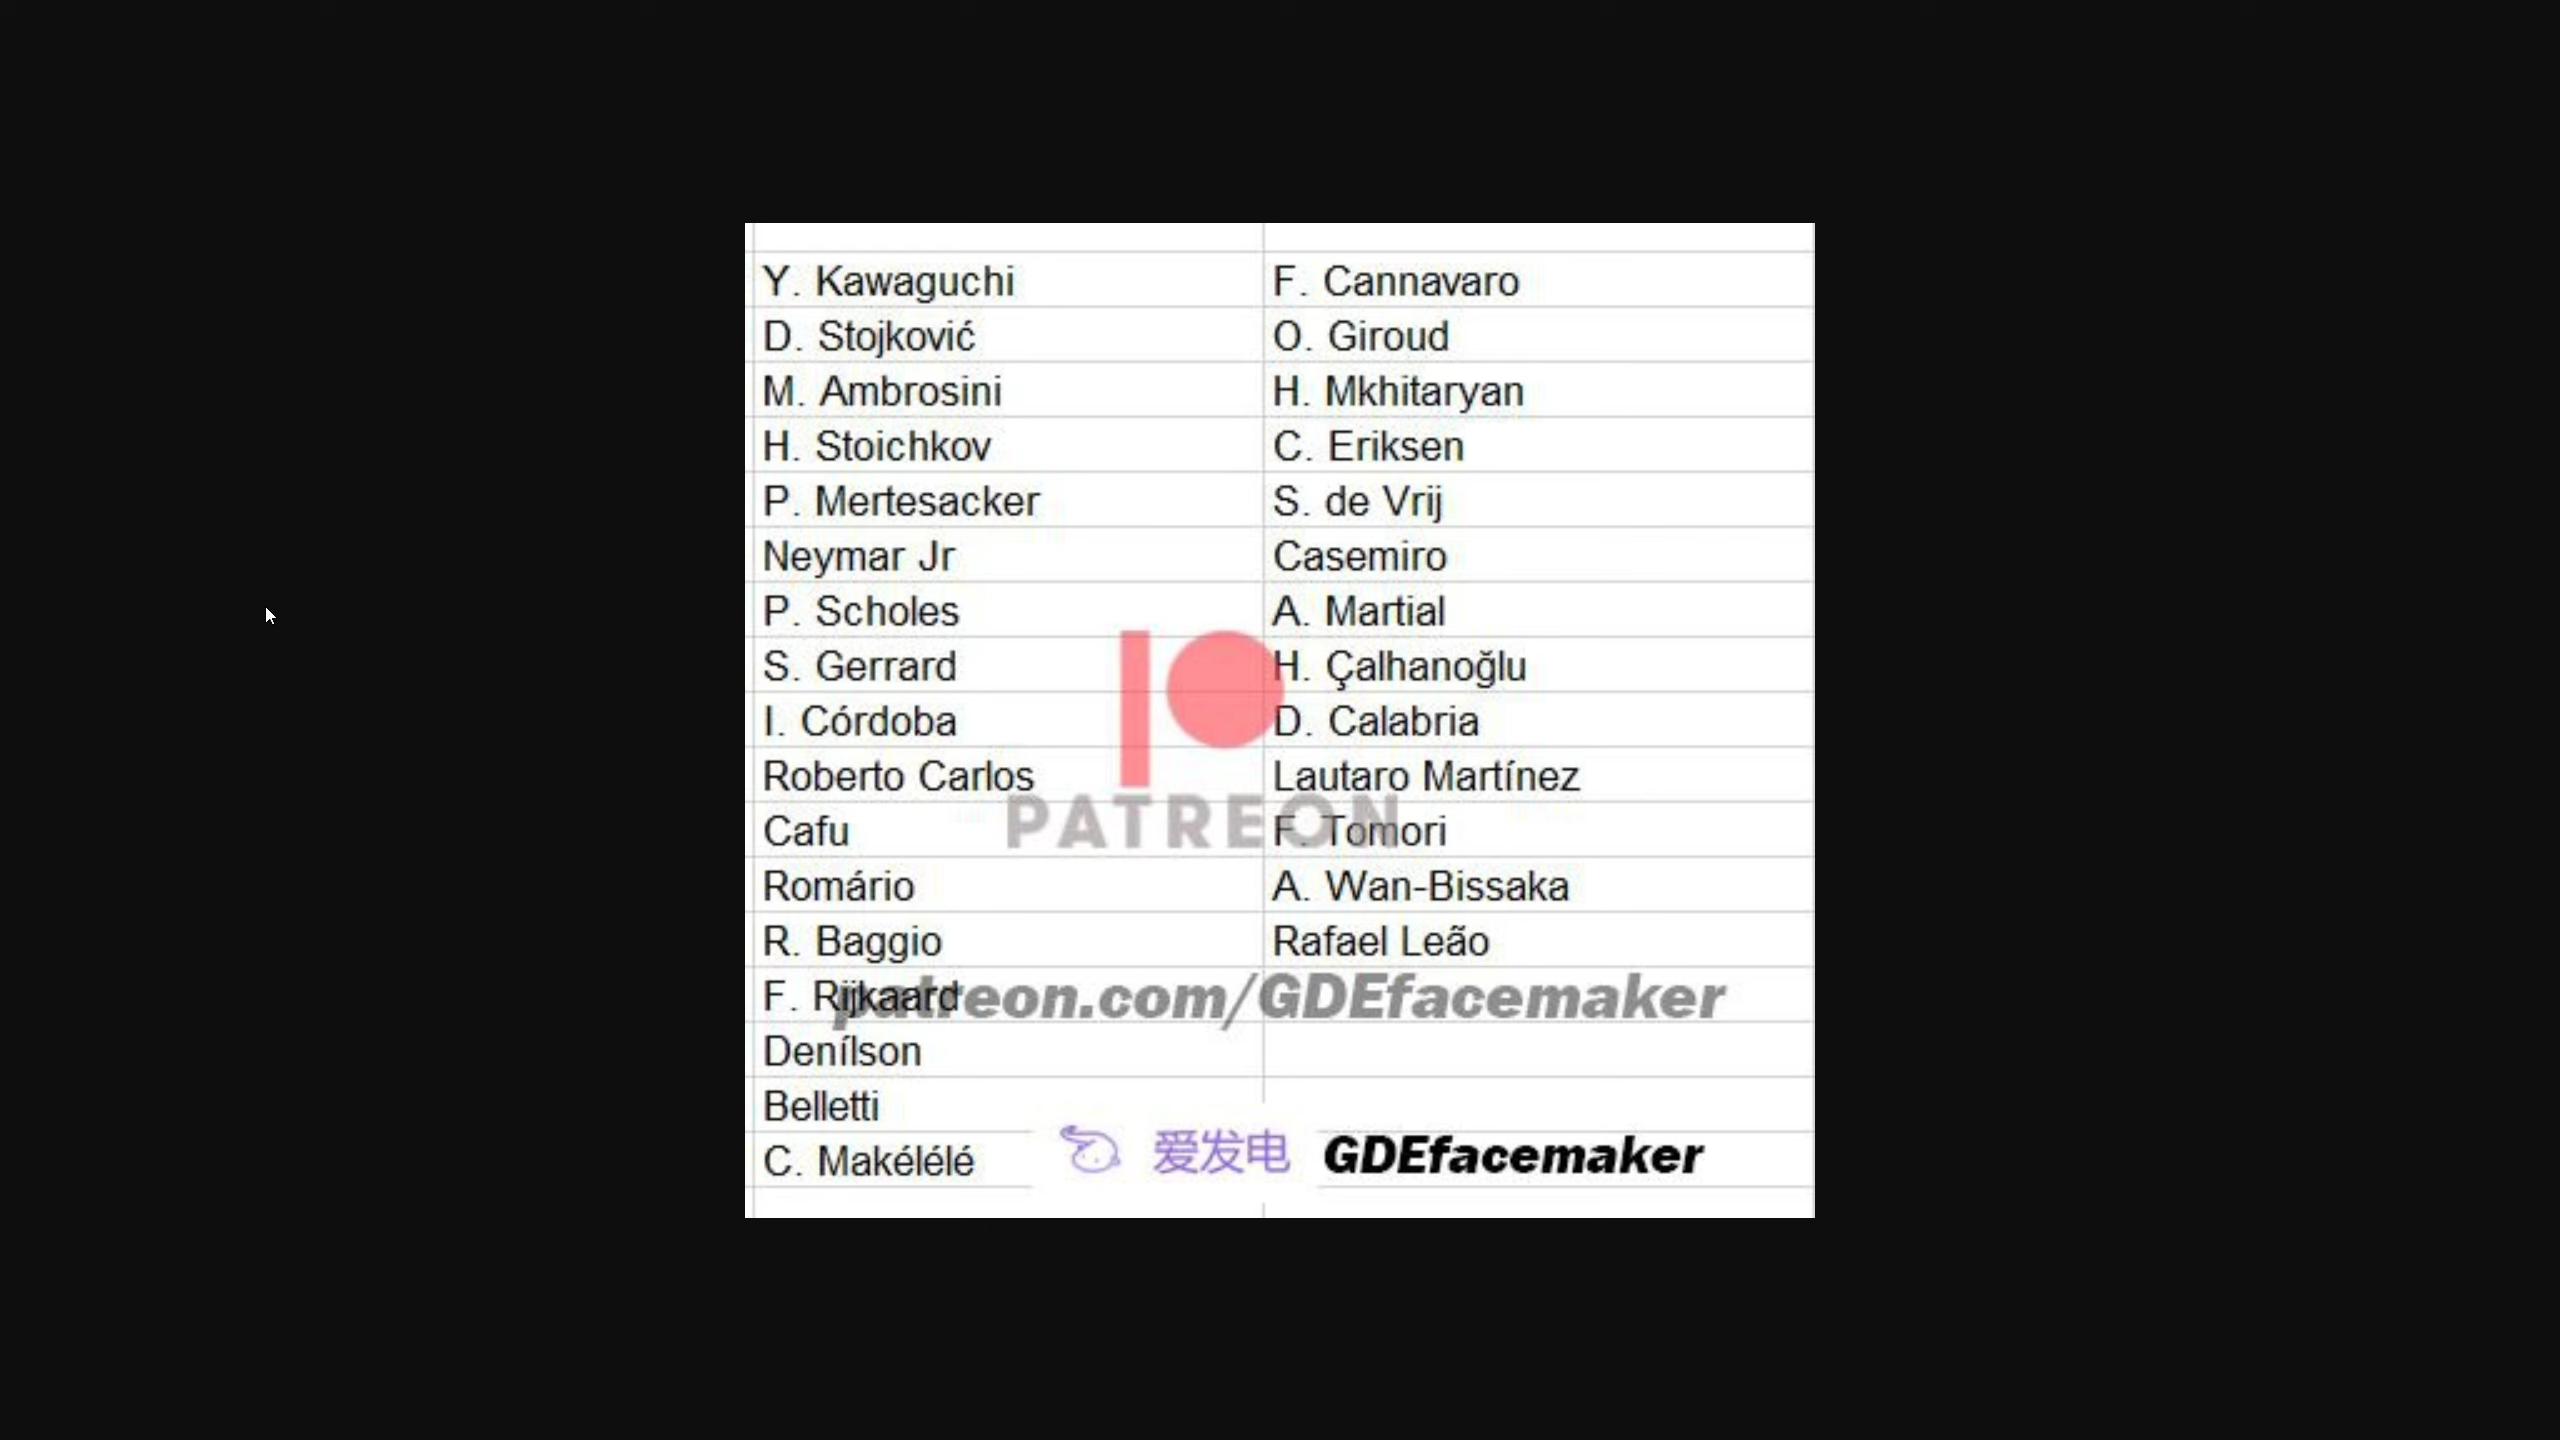 Y. Kawaguchi
F. Cannavaro
D. Stojković
O. Giroud
M. Ambrosini
H. Mkhitaryan
H. Stoichkov
C. Eriksen
P. Mertesacker
S. de Vrij
Neymar Jr
Casemiro
P. Scholes
A. Martial
S. Gerrard
H. Çalhanoğlu
I. Córdoba
D. Calabria
Roberto Carlos
Lautaro Martínez
PATREON
Cafu
F. Tomori
Romário
A. Wan-Bissaka
R. Baggio
Rafael Leão
F. Rijkaard
patreon.com/GDEfacemaker
Denílson
Belletti
C. Makélélé
爱发电 GDEfacemaker